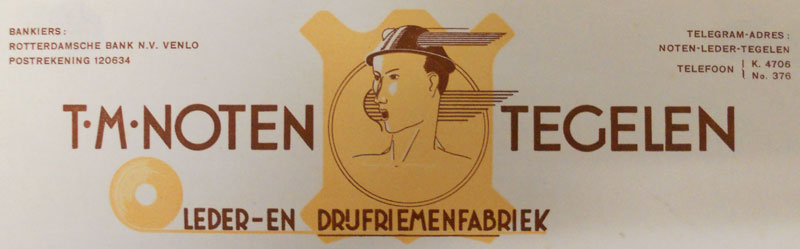 BANKIERS:
ROTTERDAMSCHE BANK N.V. VENLO
POSTREKENING 120634
TELEGRAM-ADRES:
NOTEN-LEDER-TEGELEN
TELEFOON { K. 4706
No. 376
T·M·NOTEN TEGELEN
LEDER-EN DRIJFRIEMENFABRIEK